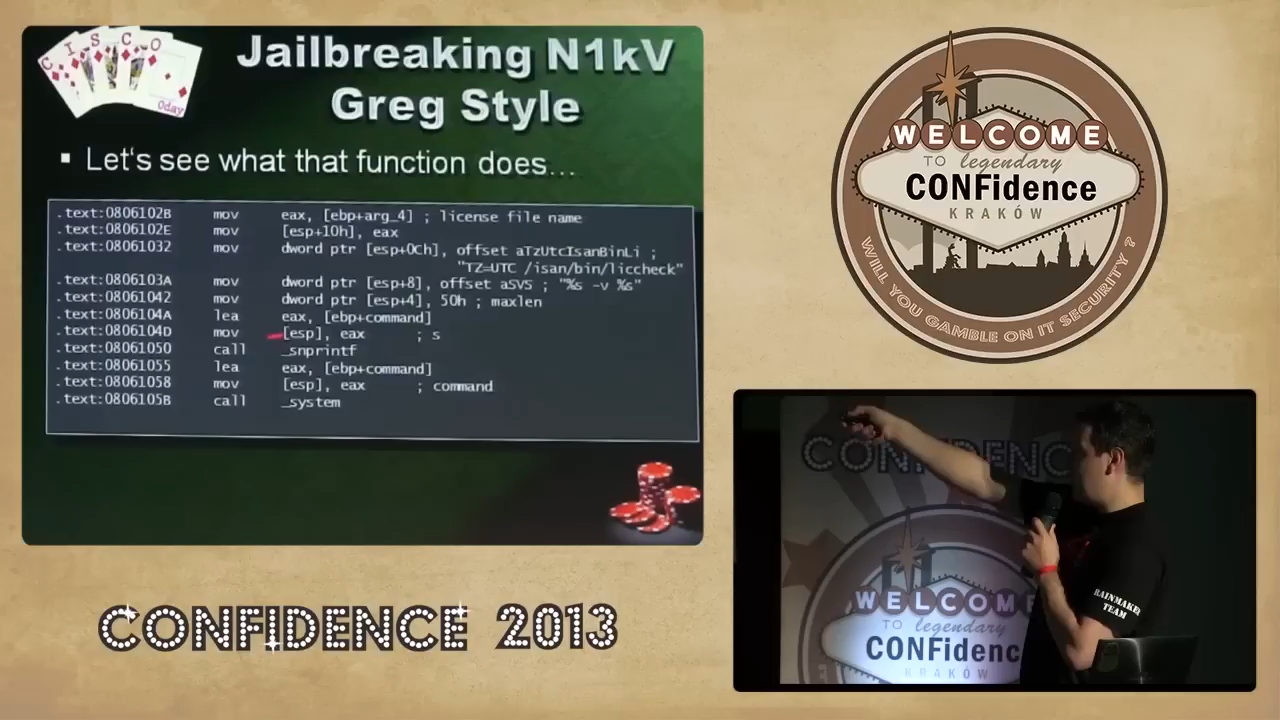 CISCO
0day
Jailbreaking N1kV
Greg Style
▪ Let's see what that function does...
.text:0806102B mov eax, [ebp+arg_4] ; license file name
.text:0806102E mov [esp+10h], eax
.text:08061032 mov dword ptr [esp+0Ch], offset aTzUtcIsanBinLi ;
"TZ=UTC /isan/bin/liccheck"
.text:0806103A mov dword ptr [esp+8], offset aSVS ; "%s -v %s"
.text:08061042 mov dword ptr [esp+4], 50h ; maxlen
.text:0806104A lea eax, [ebp+command]
.text:0806104D mov [esp], eax ; s
.text:08061050 call _snprintf
.text:08061055 lea eax, [ebp+command]
.text:08061058 mov [esp], eax ; command
.text:0806105B call _system
CONFIDENCE 2013
WELCOME
TO legendary
CONFidence
KRAKÓW
WILL YOU GAMBLE ON IT SECURITY?
CONFIDENC
WELCOME
TO legendary
CONFidenc
KRAKÓW
RAINMAKER
TEAM